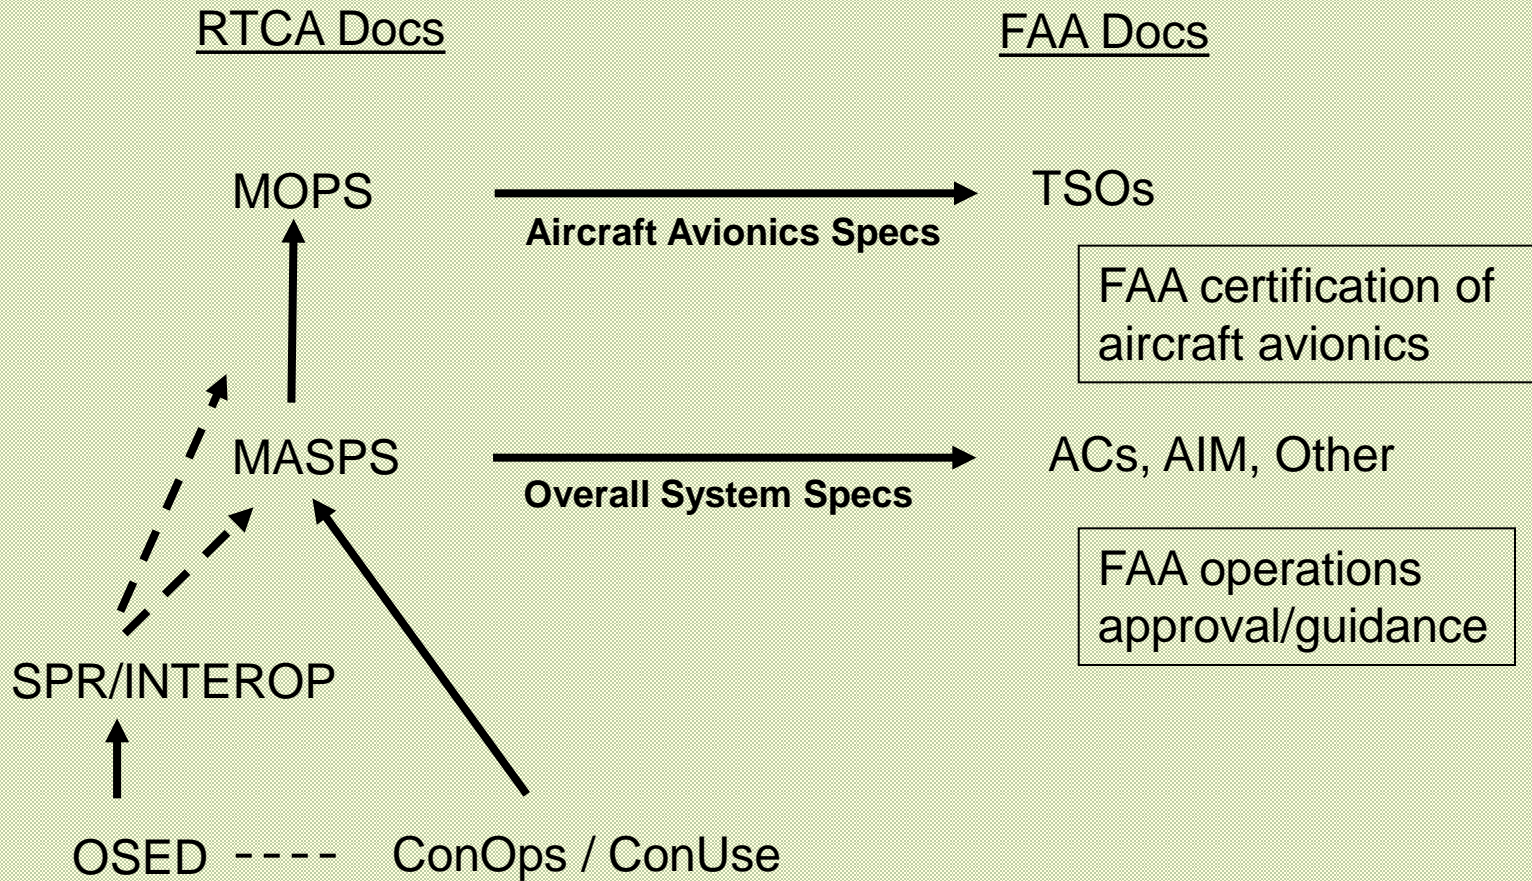 RTCA Docs
FAA Docs
MOPS
TSOs
Aircraft Avionics Specs
FAA certification of
aircraft avionics
MASPS
ACs, AIM, Other
Overall System Specs
FAA operations
approval/guidance
SPR/INTEROP
OSED ---- ConOps / ConUse